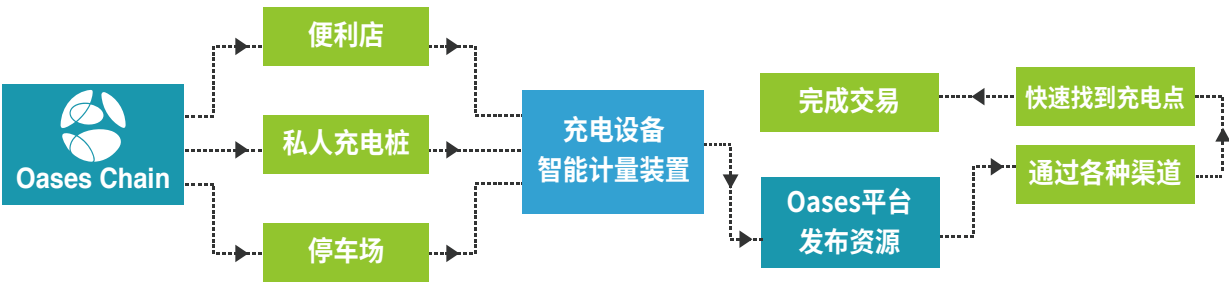 Oases Chain
便利店
私人充电桩
停车场
充电设备
智能计量装置
Oases平台
发布资源
通过各种渠道
快速找到充电点
完成交易